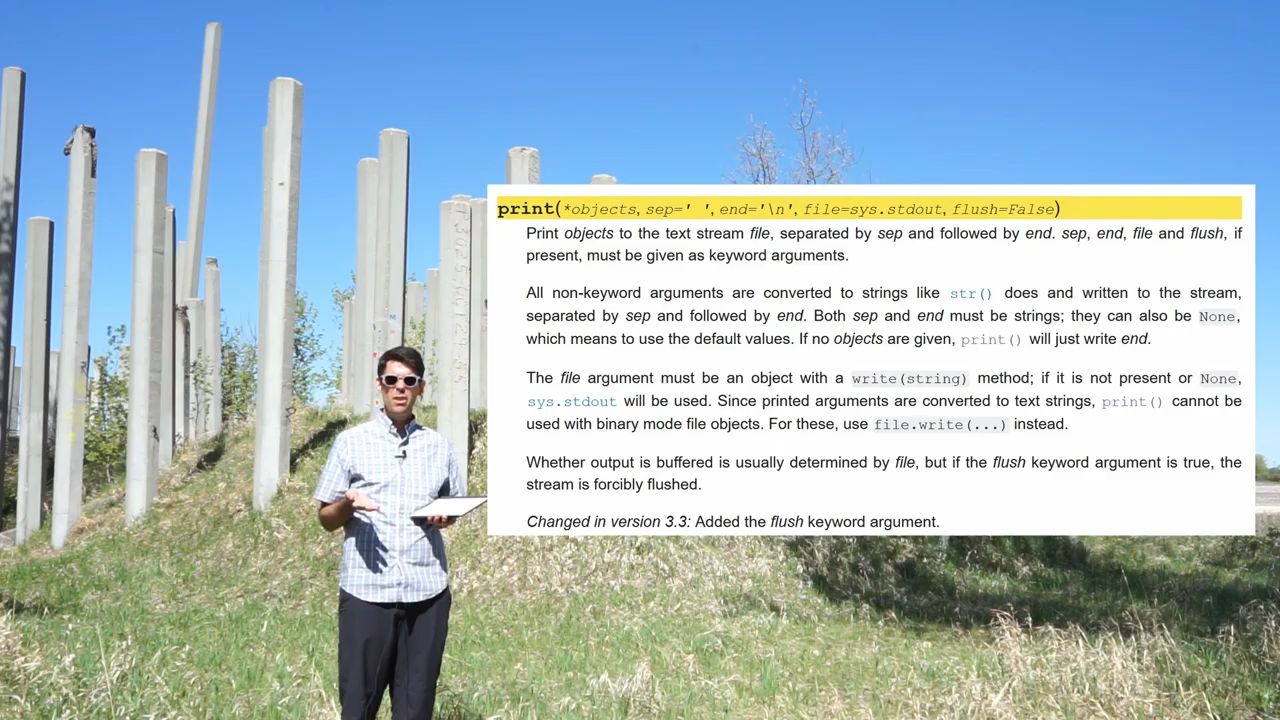 print(*objects, sep=' ', end='\n', file=sys.stdout, flush=False)
Print objects to the text stream file, separated by sep and followed by end. sep, end, file and flush, if
present, must be given as keyword arguments.
All non-keyword arguments are converted to strings like str() does and written to the stream,
separated by sep and followed by end. Both sep and end must be strings; they can also be None,
which means to use the default values. If no objects are given, print() will just write end.
The file argument must be an object with a write(string) method; if it is not present or None,
sys.stdout will be used. Since printed arguments are converted to text strings, print() cannot be
used with binary mode file objects. For these, use file.write(...) instead.
Whether output is buffered is usually determined by file, but if the flush keyword argument is true, the
stream is forcibly flushed.
Changed in version 3.3: Added the flush keyword argument.